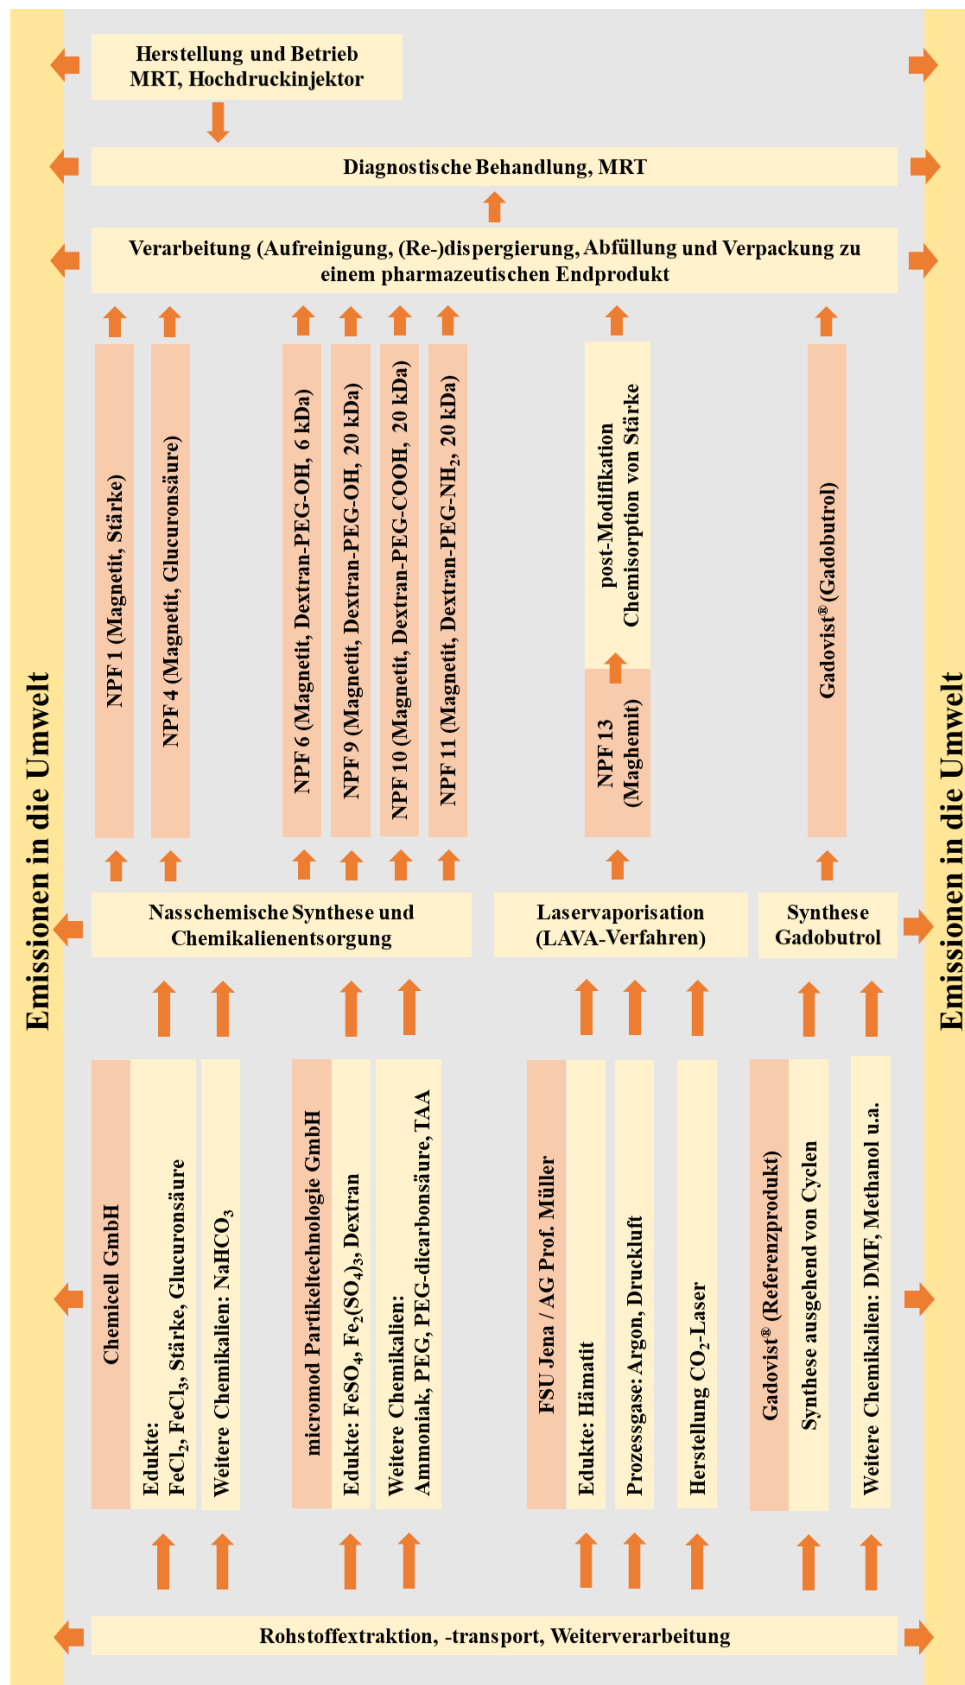 Herstellung und Betrieb
MRT, Hochdruckinjektor
Diagnostische Behandlung, MRT
Verarbeitung (Aufreinigung, (Re-)dispergierung, Abfüllung und Verpackung zu
einem pharmazeutischen Endprodukt
NPF 1 (Magnetit, Stärke)
NPF 4 (Magnetit, Glucuronsäure)
NPF 6 (Magnetit, Dextran-PEG-OH, 6 kDa)
NPF 9 (Magnetit, Dextran-PEG-OH, 20 kDa)
NPF 10 (Magnetit, Dextran-PEG-COOH, 20 kDa)
NPF 11 (Magnetit, Dextran-PEG-NH₂, 20 kDa)
post-Modifikation
Chemisorption von Stärke
NPF 13
(Maghemit)
Gadovist® (Gadobutrol)
Emissionen in die Umwelt
Emissionen in die Umwelt
Nasschemische Synthese und
Chemikalienentsorgung
Laservaporisation
(LAVA-Verfahren)
Synthese
Gadobutrol
Chemicell GmbH
Edukte:
FeCl₂, FeCl₃, Stärke, Glucuronsäure
Weitere Chemikalien: NaHCO₃
micromod Partikeltechnologie GmbH
Edukte: FeSO₄, Fe₂(SO₄)₃, Dextran
Weitere Chemikalien:
Ammoniak, PEG, PEG-dicarbonsäure, TAA
FSU Jena / AG Prof. Müller
Edukte: Hämatit
Prozessgase: Argon, Druckluft
Herstellung CO₂-Laser
Gadovist® (Referenzprodukt)
Synthese ausgehend von Cyclen
Weitere Chemikalien: DMF, Methanol u.a.
Rohstoffextraktion, -transport, Weiterverarbeitung